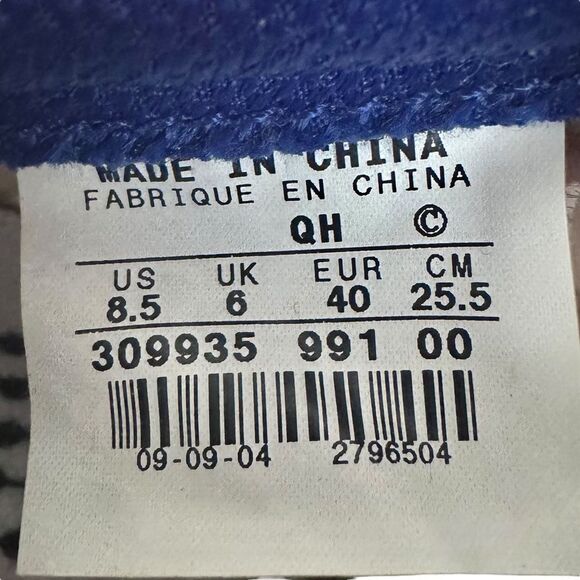 MADE IN CHINA
FABRIQUE EN CHINA
QH ©
US UK EUR CM
8.5 6 40 25.5
309935 991 00
09-09-04 2796504